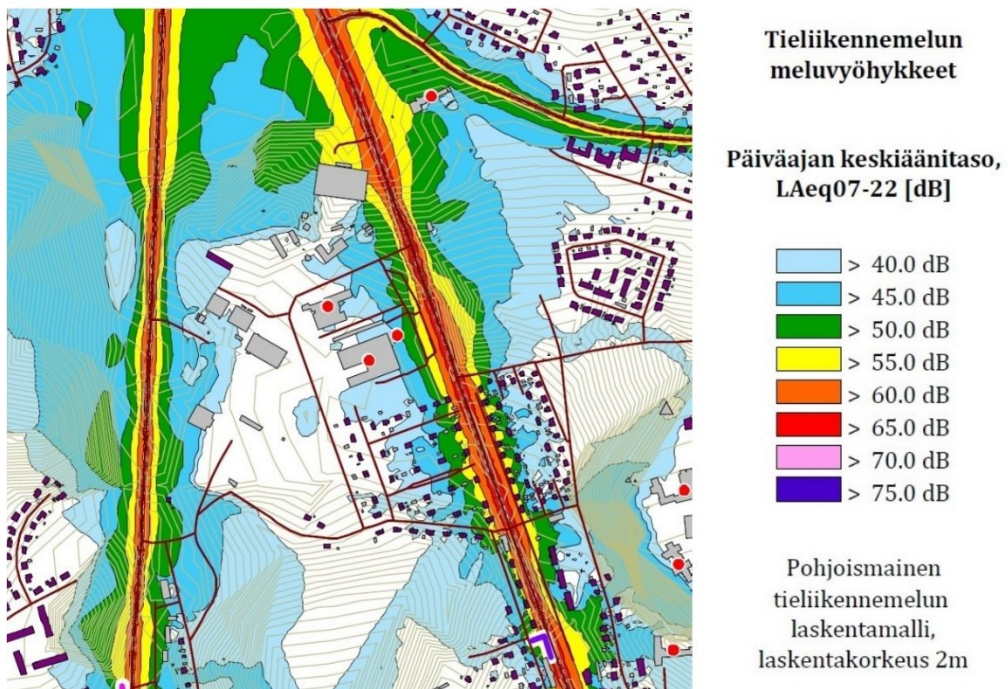 Tieliikennemelun
meluvyöhykkeet
Päiväajan keskiäänitaso,
LAeq07-22 [dB]
> 40.0 dB
> 45.0 dB
> 50.0 dB
> 55.0 dB
> 60.0 dB
> 65.0 dB
> 70.0 dB
> 75.0 dB
Pohjoismainen
tieliikennemelun
laskentamalli,
laskentakorkeus 2m